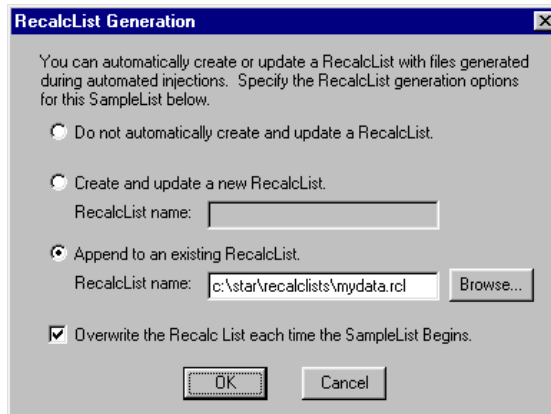 RecalcList Generation
You can automatically create or update a RecalcList with files generated
during automated injections.  Specify the RecalcList generation options
for this SampleList below.
Do not automatically create and update a RecalcList.
Create and update a new RecalcList.
RecalcList name:
Append to an existing RecalcList.
RecalcList name: c:\star\recalclists\mydata.rcl Browse...
Overwrite the Recalc List each time the SampleList Begins.
OK Cancel